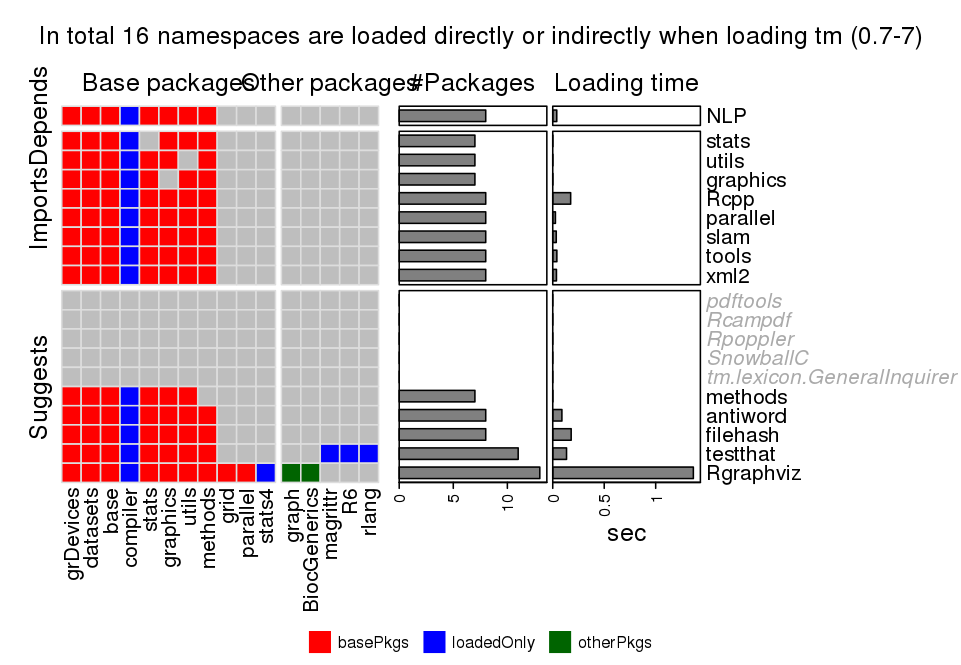 In total 16 namespaces are loaded directly or indirectly when loading tm (0.7-7)
Base packages
Other packages
#Packages
Loading time
Depends
NLP
Imports
stats
utils
graphics
Rcpp
parallel
slam
tools
xml2
Suggests
pdftools
Rcampdf
Rpoppler
SnowballC
tm.lexicon.GeneralInquirer
methods
antiword
filehash
testthat
Rgraphviz
grDevices
datasets
base
compiler
stats
graphics
utils
methods
grid
parallel
stats4
graph
BiocGenerics
magrittr
R6
rlang
0
5
10
0
0.5
1
sec
basePkgs
loadedOnly
otherPkgs